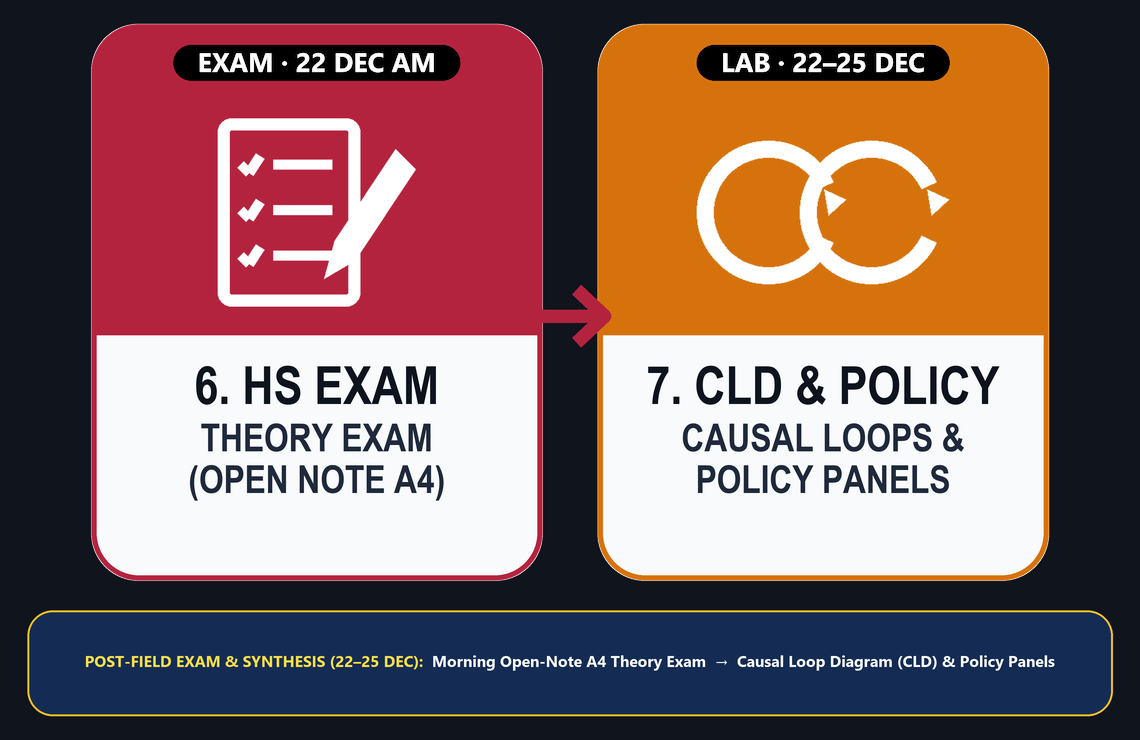 EXAM · 22 DEC AM
6. HS EXAM
THEORY EXAM
(OPEN NOTE A4)
LAB · 22–25 DEC
7. CLD & POLICY
CAUSAL LOOPS &
POLICY PANELS
POST-FIELD EXAM & SYNTHESIS (22–25 DEC): Morning Open-Note A4 Theory Exam → Causal Loop Diagram (CLD) & Policy Panels